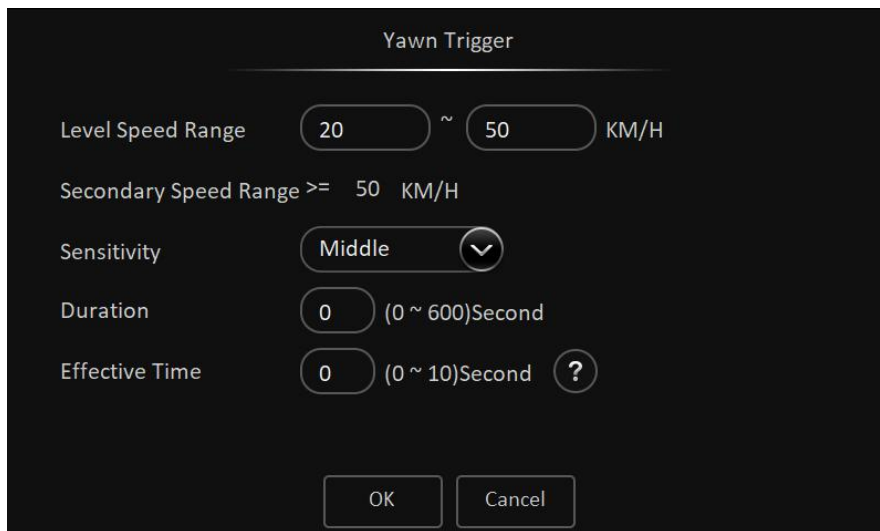 Yawn Trigger
Level Speed Range 20 ~ 50 KM/H
Secondary Speed Range >= 50 KM/H
Sensitivity Middle
Duration 0 (0 ~ 600)Second
Effective Time 0 (0 ~ 10)Second ?
OK Cancel